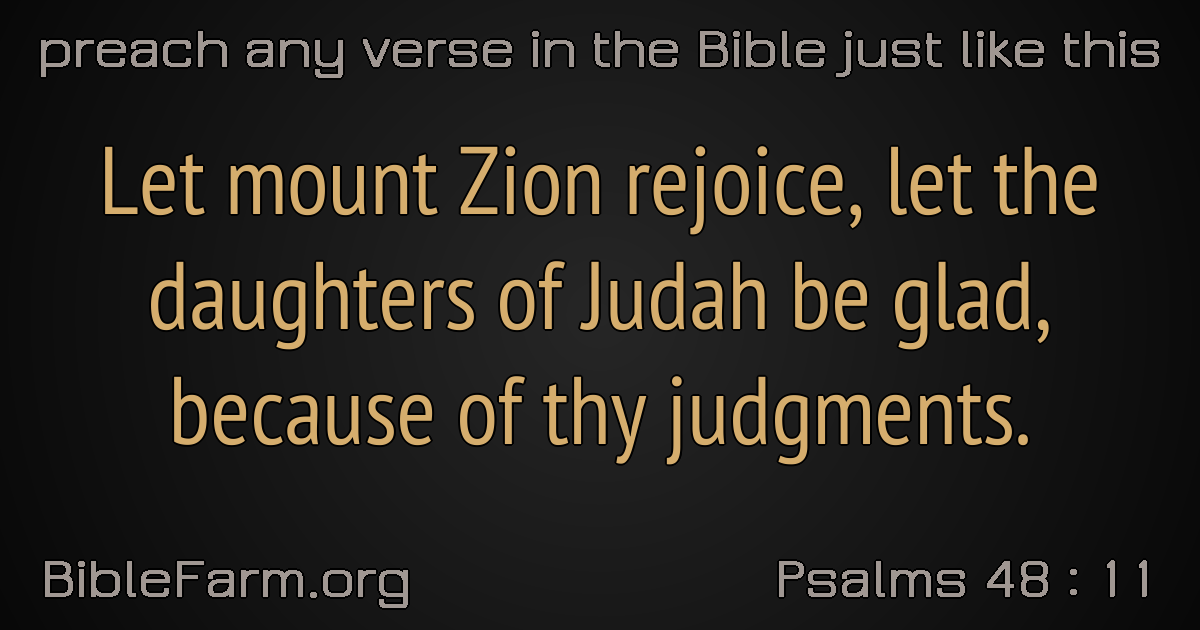 preach any verse in the Bible just like this
Let mount Zion rejoice, let the
daughters of Judah be glad,
because of thy judgments.
BibleFarm.org
Psalms 48 : 11